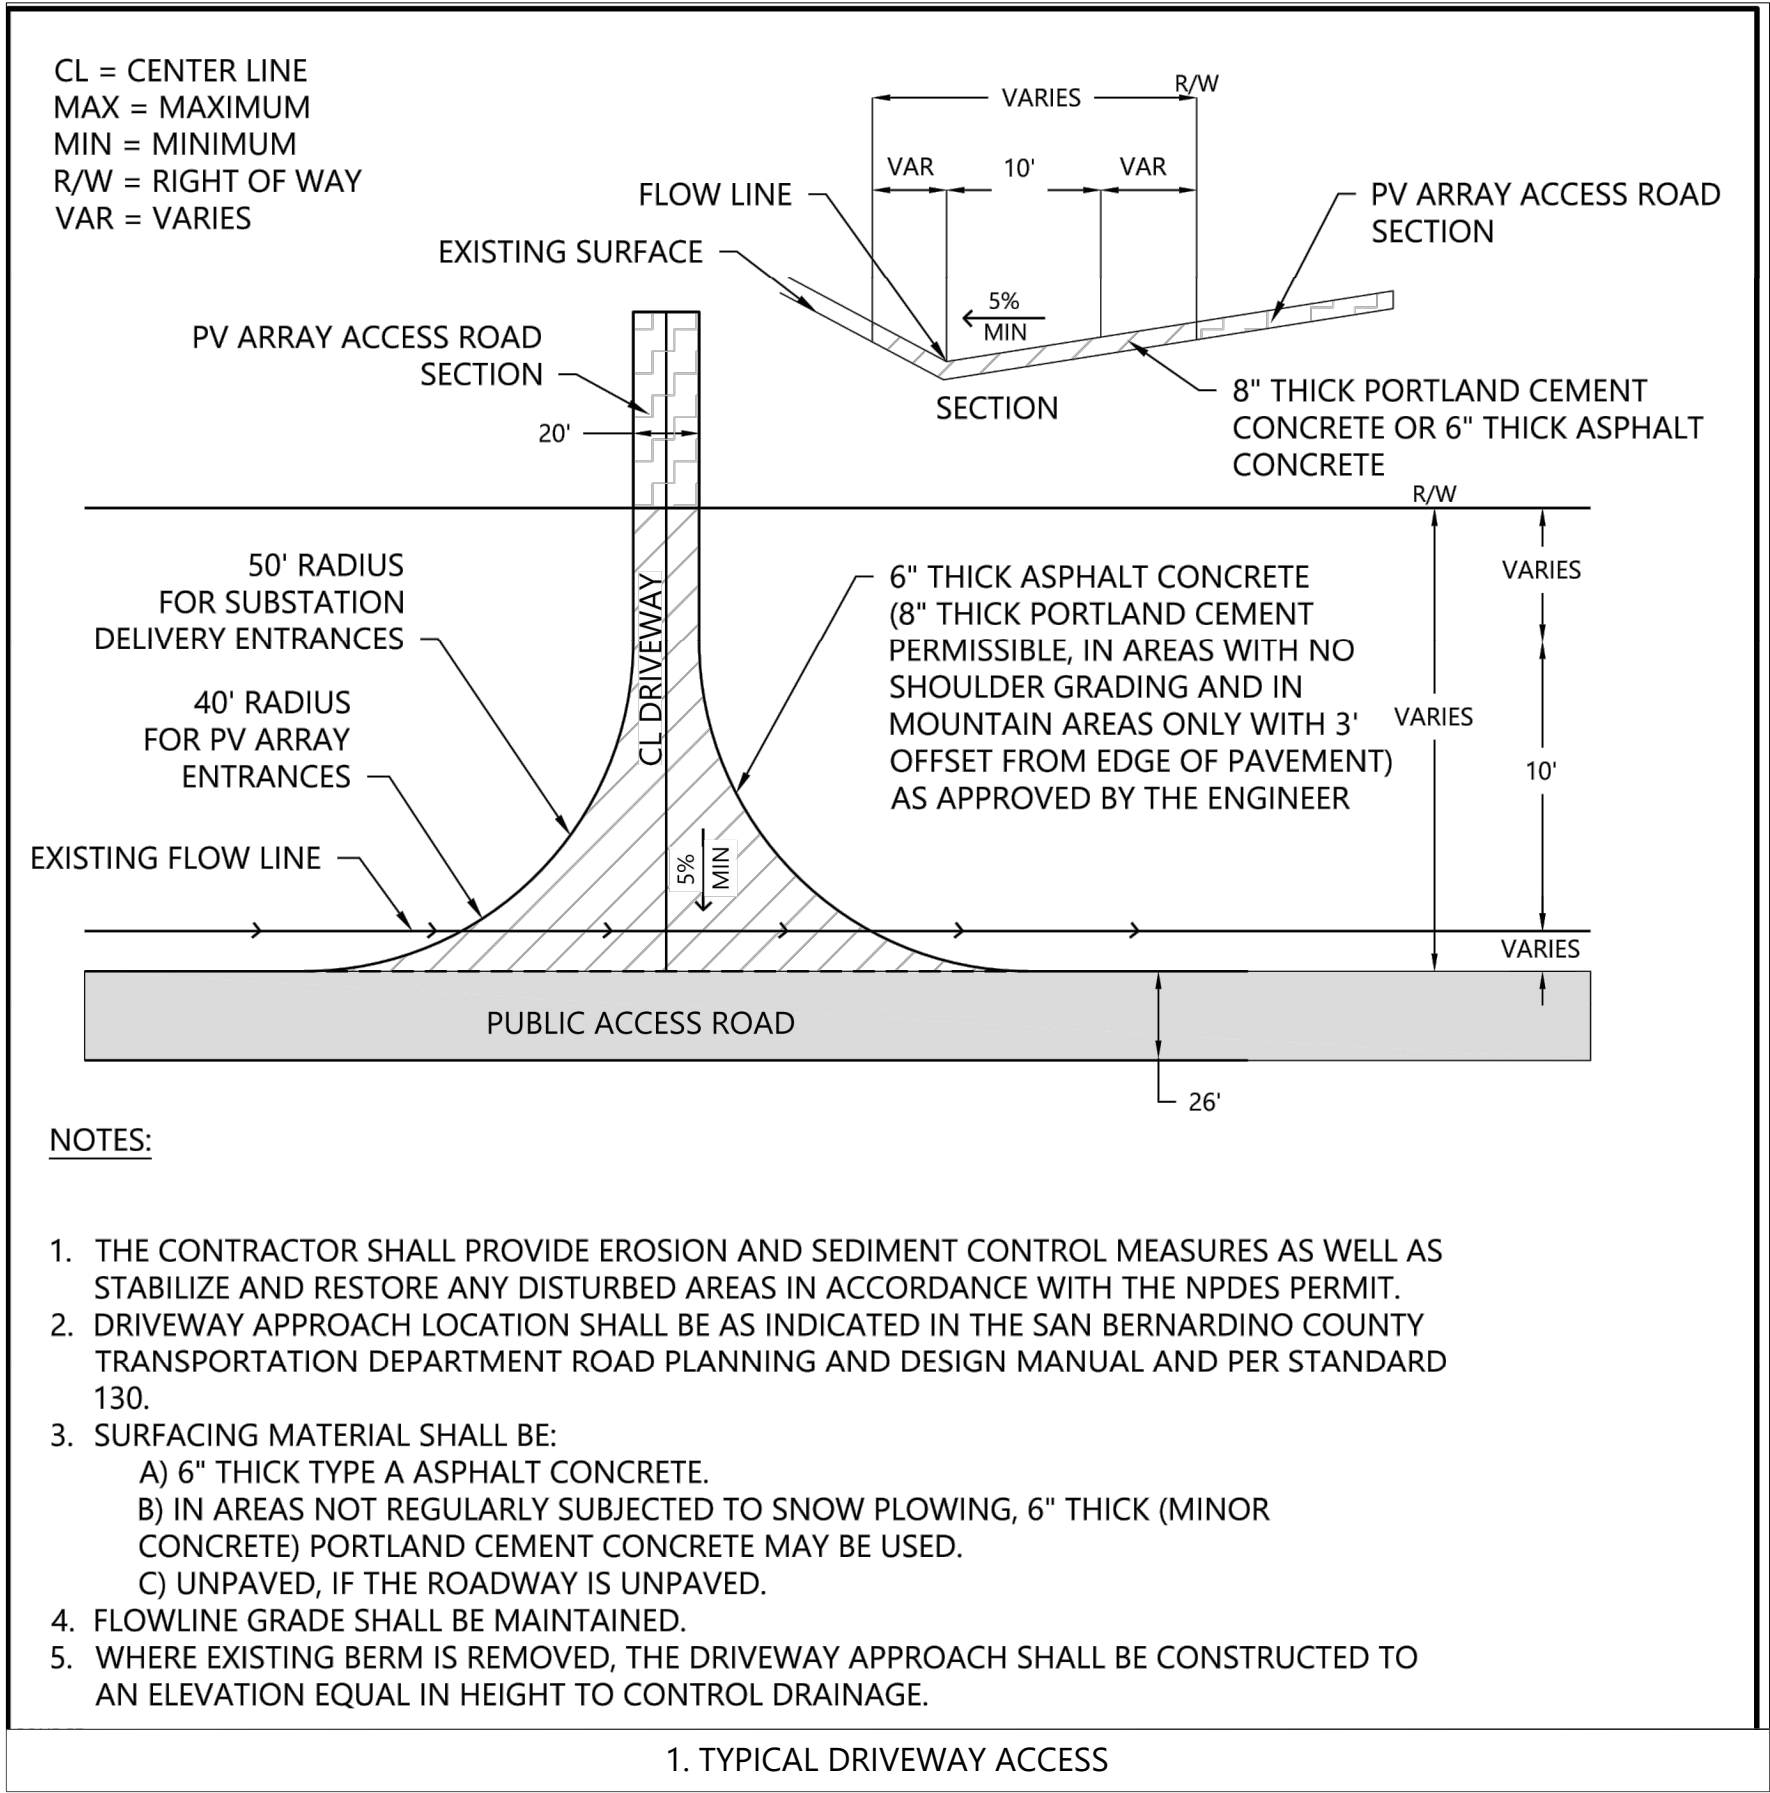 CL = CENTER LINE
MAX = MAXIMUM
MIN = MINIMUM
R/W = RIGHT OF WAY
VAR = VARIES
R/W
VARIES
VAR
10'
VAR
FLOW LINE
EXISTING SURFACE
PV ARRAY ACCESS ROAD
SECTION
5%
MIN
SECTION
8" THICK PORTLAND CEMENT
CONCRETE OR 6" THICK ASPHALT
CONCRETE
PV ARRAY ACCESS ROAD
SECTION
20'
R/W
50' RADIUS
FOR SUBSTATION
DELIVERY ENTRANCES
40' RADIUS
FOR PV ARRAY
ENTRANCES
EXISTING FLOW LINE
CL DRIVEWAY
5%
MIN
6" THICK ASPHALT CONCRETE
(8" THICK PORTLAND CEMENT
PERMISSIBLE, IN AREAS WITH NO
SHOULDER GRADING AND IN
MOUNTAIN AREAS ONLY WITH 3'
OFFSET FROM EDGE OF PAVEMENT)
AS APPROVED BY THE ENGINEER
VARIES
VARIES
10'
VARIES
PUBLIC ACCESS ROAD
26'
NOTES:
1. THE CONTRACTOR SHALL PROVIDE EROSION AND SEDIMENT CONTROL MEASURES AS WELL AS
STABILIZE AND RESTORE ANY DISTURBED AREAS IN ACCORDANCE WITH THE NPDES PERMIT.
2. DRIVEWAY APPROACH LOCATION SHALL BE AS INDICATED IN THE SAN BERNARDINO COUNTY
TRANSPORTATION DEPARTMENT ROAD PLANNING AND DESIGN MANUAL AND PER STANDARD
130.
3. SURFACING MATERIAL SHALL BE:
A) 6" THICK TYPE A ASPHALT CONCRETE.
B) IN AREAS NOT REGULARLY SUBJECTED TO SNOW PLOWING, 6" THICK (MINOR
CONCRETE) PORTLAND CEMENT CONCRETE MAY BE USED.
C) UNPAVED, IF THE ROADWAY IS UNPAVED.
4. FLOWLINE GRADE SHALL BE MAINTAINED.
5. WHERE EXISTING BERM IS REMOVED, THE DRIVEWAY APPROACH SHALL BE CONSTRUCTED TO
AN ELEVATION EQUAL IN HEIGHT TO CONTROL DRAINAGE.
1. TYPICAL DRIVEWAY ACCESS